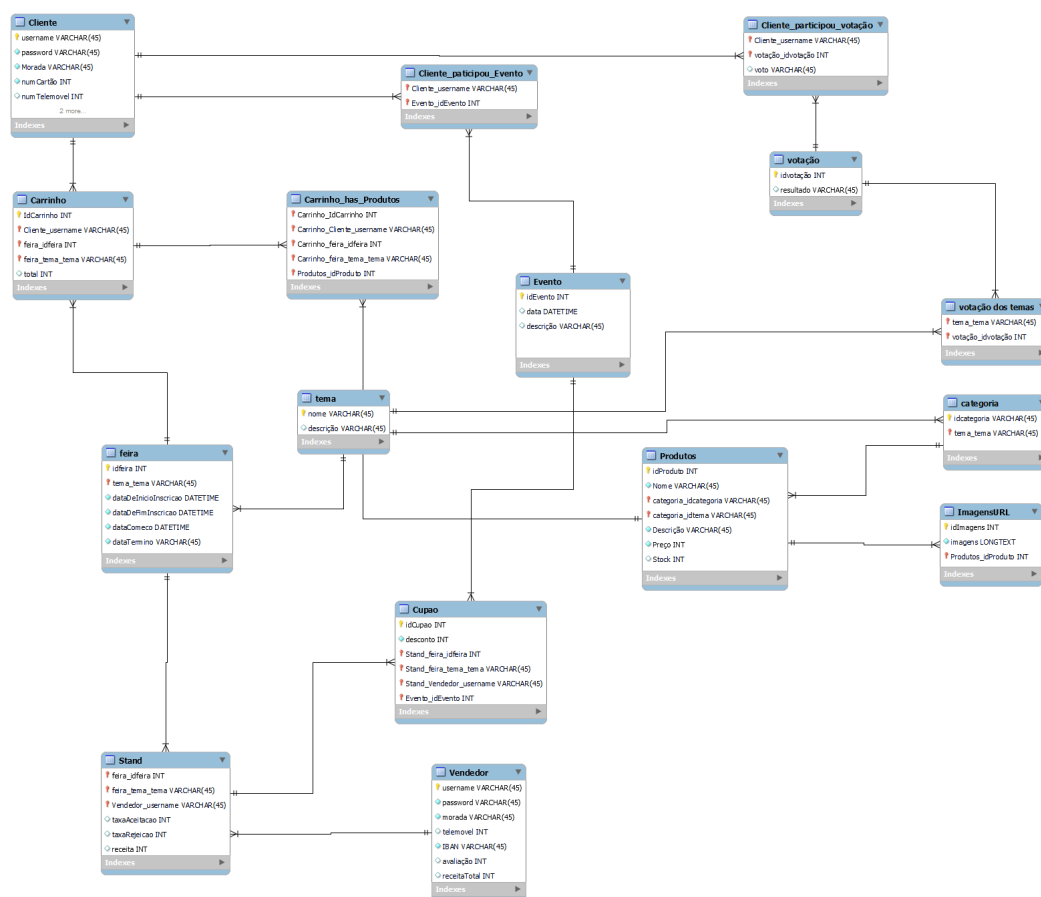 Cliente
username VARCHAR(45)
password VARCHAR(45)
Morada VARCHAR(45)
numCartão INT
numTelemovel INT
2 more...
Indexes
Cliente_paticipou_Evento
Cliente_username VARCHAR(45)
Evento_idEvento INT
Indexes
Cliente_participou_votação
Cliente_username VARCHAR(45)
votação_idvotação INT
voto VARCHAR(45)
Indexes
votação
idvotação INT
resultado VARCHAR(45)
Indexes
Carrinho
IdCarrinho INT
Cliente_username VARCHAR(45)
feira_idfeira INT
feira_tema_tema VARCHAR(45)
total INT
Indexes
Carrinho_has_Produtos
Carrinho_IdCarrinho INT
Carrinho_Cliente_username VARCHAR(45)
Carrinho_feira_idfeira INT
Carrinho_feira_tema_tema VARCHAR(45)
Produtos_idProduto INT
Indexes
Evento
idEvento INT
data DATETIME
descrição VARCHAR(45)
Indexes
votação dos temas
tema_tema VARCHAR(45)
votação_idvotação INT
Indexes
tema
nome VARCHAR(45)
descrição VARCHAR(45)
Indexes
categoria
idcategoria VARCHAR(45)
tema_tema VARCHAR(45)
Indexes
feira
idfeira INT
tema_tema VARCHAR(45)
dataDeInicioInscricao DATETIME
dataDeFimInscricao DATETIME
dataComeco DATETIME
dataTermino VARCHAR(45)
Indexes
Produtos
idProduto INT
Nome VARCHAR(45)
categoria_idcategoria VARCHAR(45)
categoria_idtema VARCHAR(45)
Descrição VARCHAR(45)
Preço INT
Stock INT
Indexes
ImagensURL
idImagens INT
imagens LONGTEXT
Produtos_idProduto INT
Indexes
Cupao
idCupao INT
desconto INT
Stand_feira_idfeira INT
Stand_feira_tema_tema VARCHAR(45)
Stand_Vendedor_username VARCHAR(45)
Evento_idEvento INT
Indexes
Stand
feira_idfeira INT
feira_tema_tema VARCHAR(45)
Vendedor_username VARCHAR(45)
taxaAceitacao INT
taxaRejeicao INT
receita INT
Indexes
Vendedor
username VARCHAR(45)
password VARCHAR(45)
morada VARCHAR(45)
telemovel INT
IBAN VARCHAR(45)
avaliação INT
receitaTotal INT
Indexes